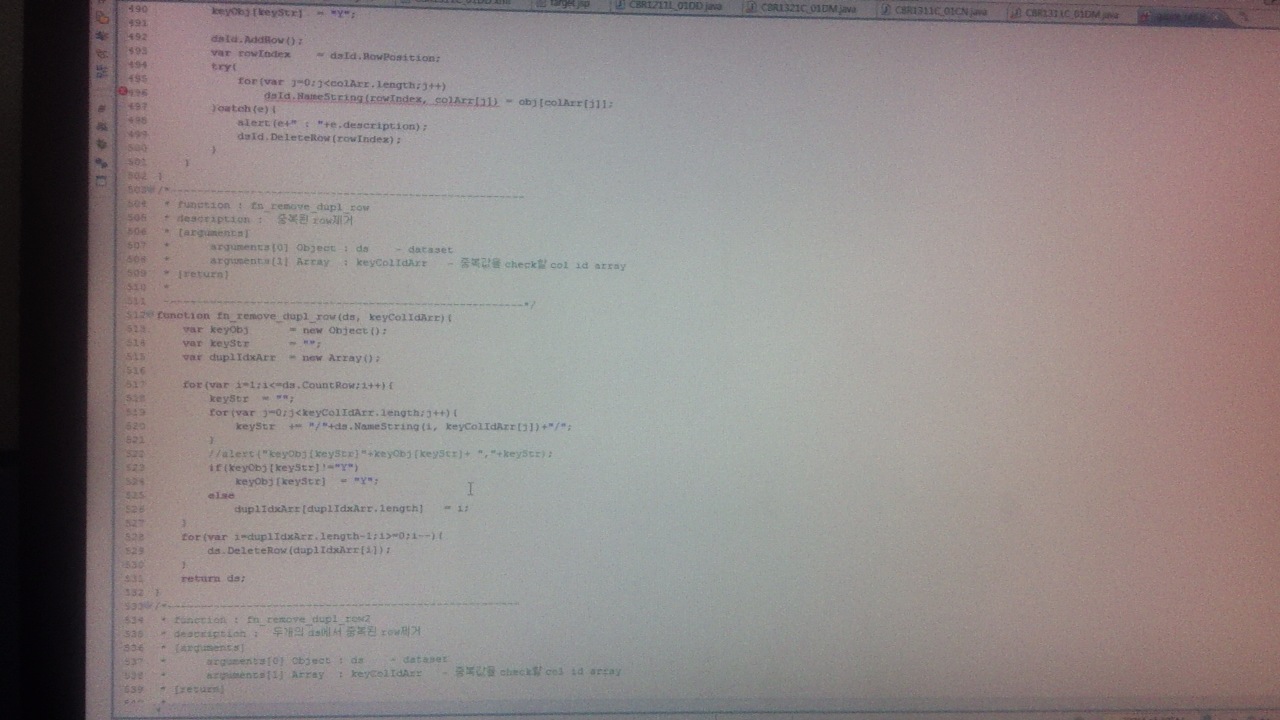 target.jsp CBR1211L_01DD.java CBR1321C_01DM.java CBR1311C_01CN.java CBR1311C_01DM.java
490 keyObj[keyStr] = "Y";
491
492 dsId.AddRow();
493 var rowIndex = dsId.RowPosition;
494 try{
495 for(var j=0;j<colArr.length;j++)
496 dsId.NameString(rowIndex, colArr[j]) = obj[colArr[j]];
497 }catch(e){
498 alert(e+" : "+e.description);
499 dsId.DeleteRow(rowIndex);
500 }
501 }
502 }
503 /*------------------------------------------------------
504 * function : fn_remove_dupl_row
505 * description : 중복된 row제거
506 * [arguments]
507 * arguments[0] Object : ds - dataset
508 * arguments[1] Array : keyColIdArr - 중복값을 check할 col id array
509 * [return]
510 *
511 ------------------------------------------------------*/
512 function fn_remove_dupl_row(ds, keyColIdArr){
513 var keyObj = new Object();
514 var keyStr = "";
515 var duplIdxArr = new Array();
516
517 for(var i=1;i<=ds.CountRow;i++){
518 keyStr = "";
519 for(var j=0;j<keyColIdArr.length;j++){
520 keyStr += "/"+ds.NameString(i, keyColIdArr[j])+"/";
521 }
522 //alert("keyObj[keyStr]"+keyObj[keyStr]+ ","+keyStr);
523 if(keyObj[keyStr]!="Y")
524 keyObj[keyStr] = "Y";
525 else
526 duplIdxArr[duplIdxArr.length] = i;
527 }
528 for(var i=duplIdxArr.length-1;i>=0;i--){
529 ds.DeleteRow(duplIdxArr[i]);
530 }
531 return ds;
532 }
533 /*------------------------------------------------------
534 * function : fn_remove_dupl_row2
535 * description : 두개의 ds에서 중복된 row제거
536 * [arguments]
537 * arguments[0] Object : ds - dataset
538 * arguments[1] Array : keyColIdArr - 중복값을 check할 col id array
539 * [return]